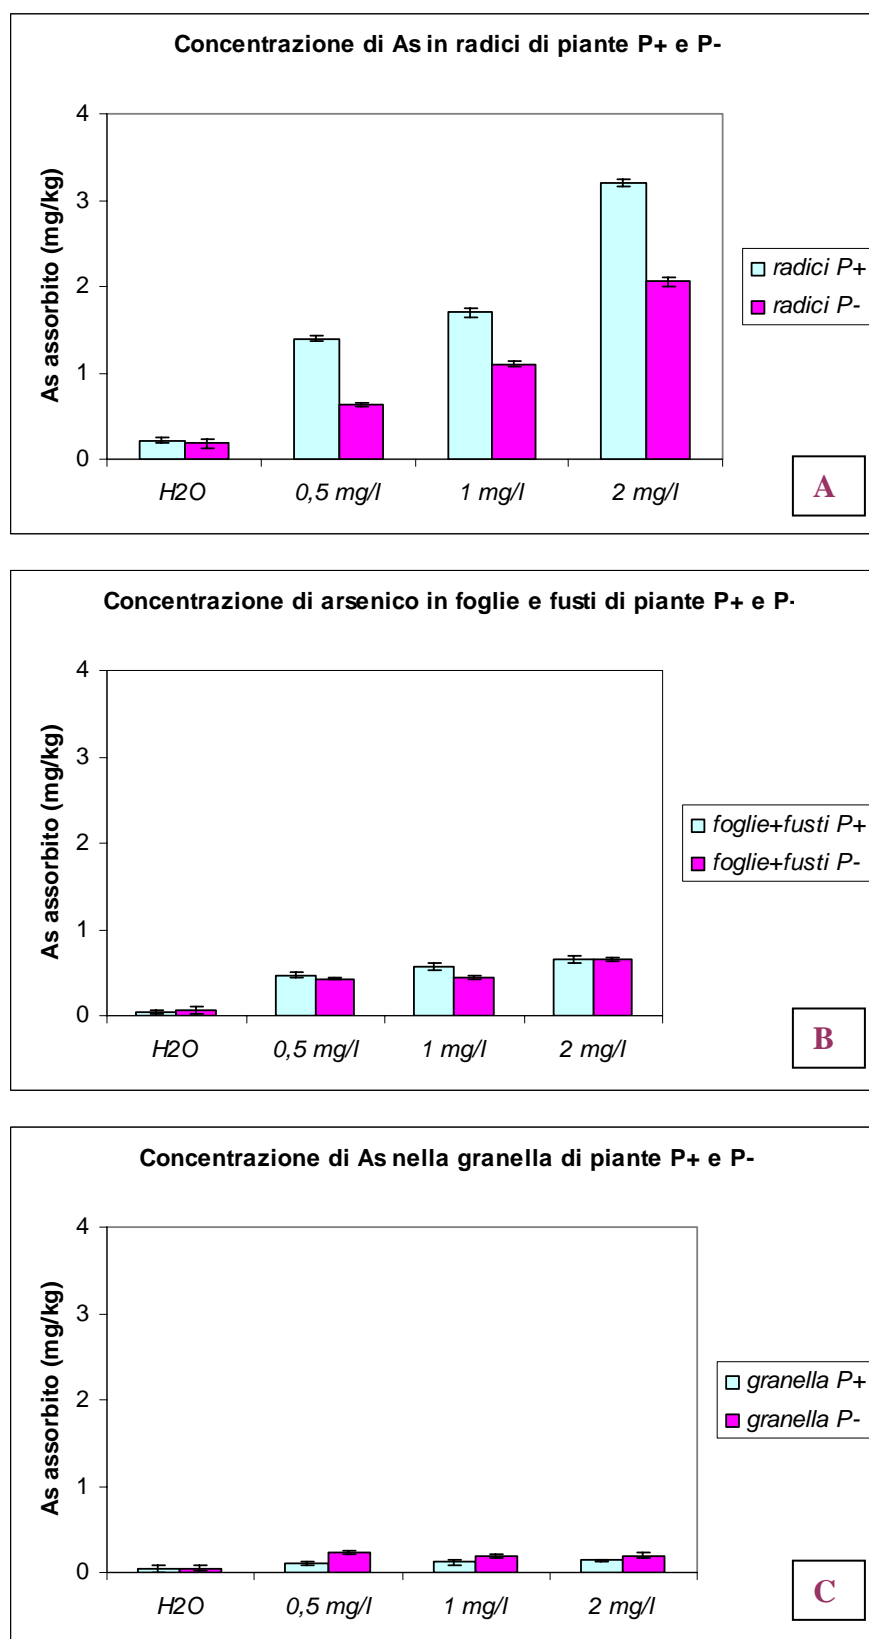 Concentrazione di As in radici di piante P+ e P-
As assorbito (mg/kg)
4
3
2
1
0
H2O 0,5 mg/l 1 mg/l 2 mg/l
radici P+
radici P-
A
Concentrazione di arsenico in foglie e fusti di piante P+ e P-
As assorbito (mg/kg)
4
3
2
1
0
H2O 0,5 mg/l 1 mg/l 2 mg/l
foglie+fusti P+
foglie+fusti P-
B
Concentrazione di As nella granella di piante P+ e P-
As assorbito (mg/kg)
4
3
2
1
0
H2O 0,5 mg/l 1 mg/l 2 mg/l
granella P+
granella P-
C